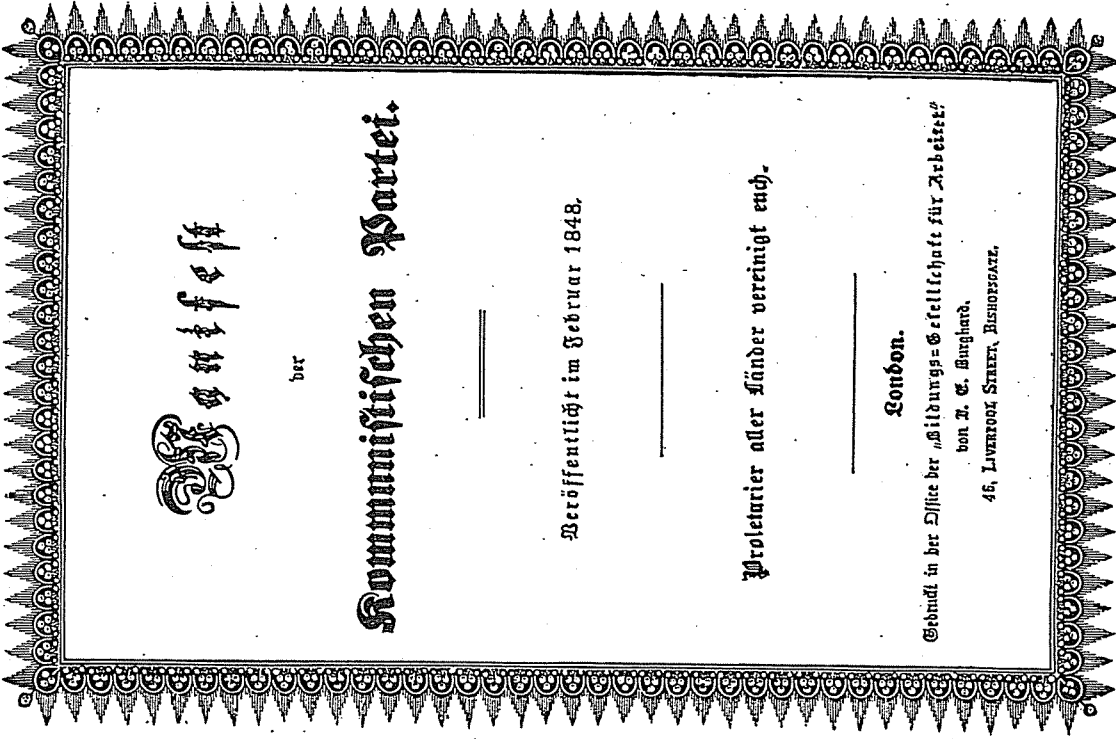 Manifest
der
Kommunistischen Partei.
Veröffentlicht im Februar 1848.
Proletarier aller Länder vereinigt euch.
London.
Gedruckt in der Office der „Bildungs=Gesellschaft für Arbeiter"
von J. E. Burghard.
46, LIVERPOOL STREET, BISHOPSGATE.